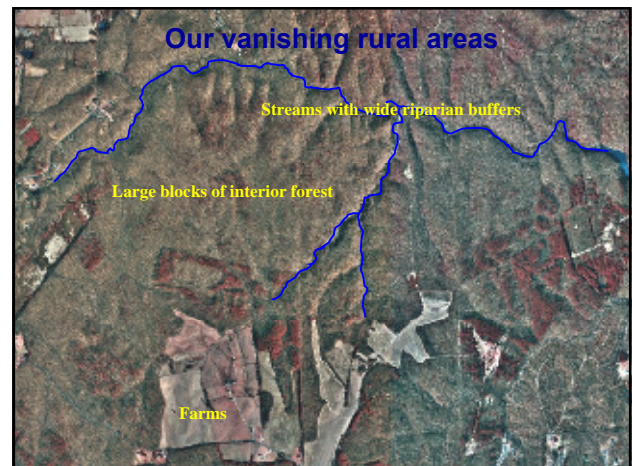 Our vanishing rural areas
Streams with wide riparian buffers
Large blocks of interior forest
Farms